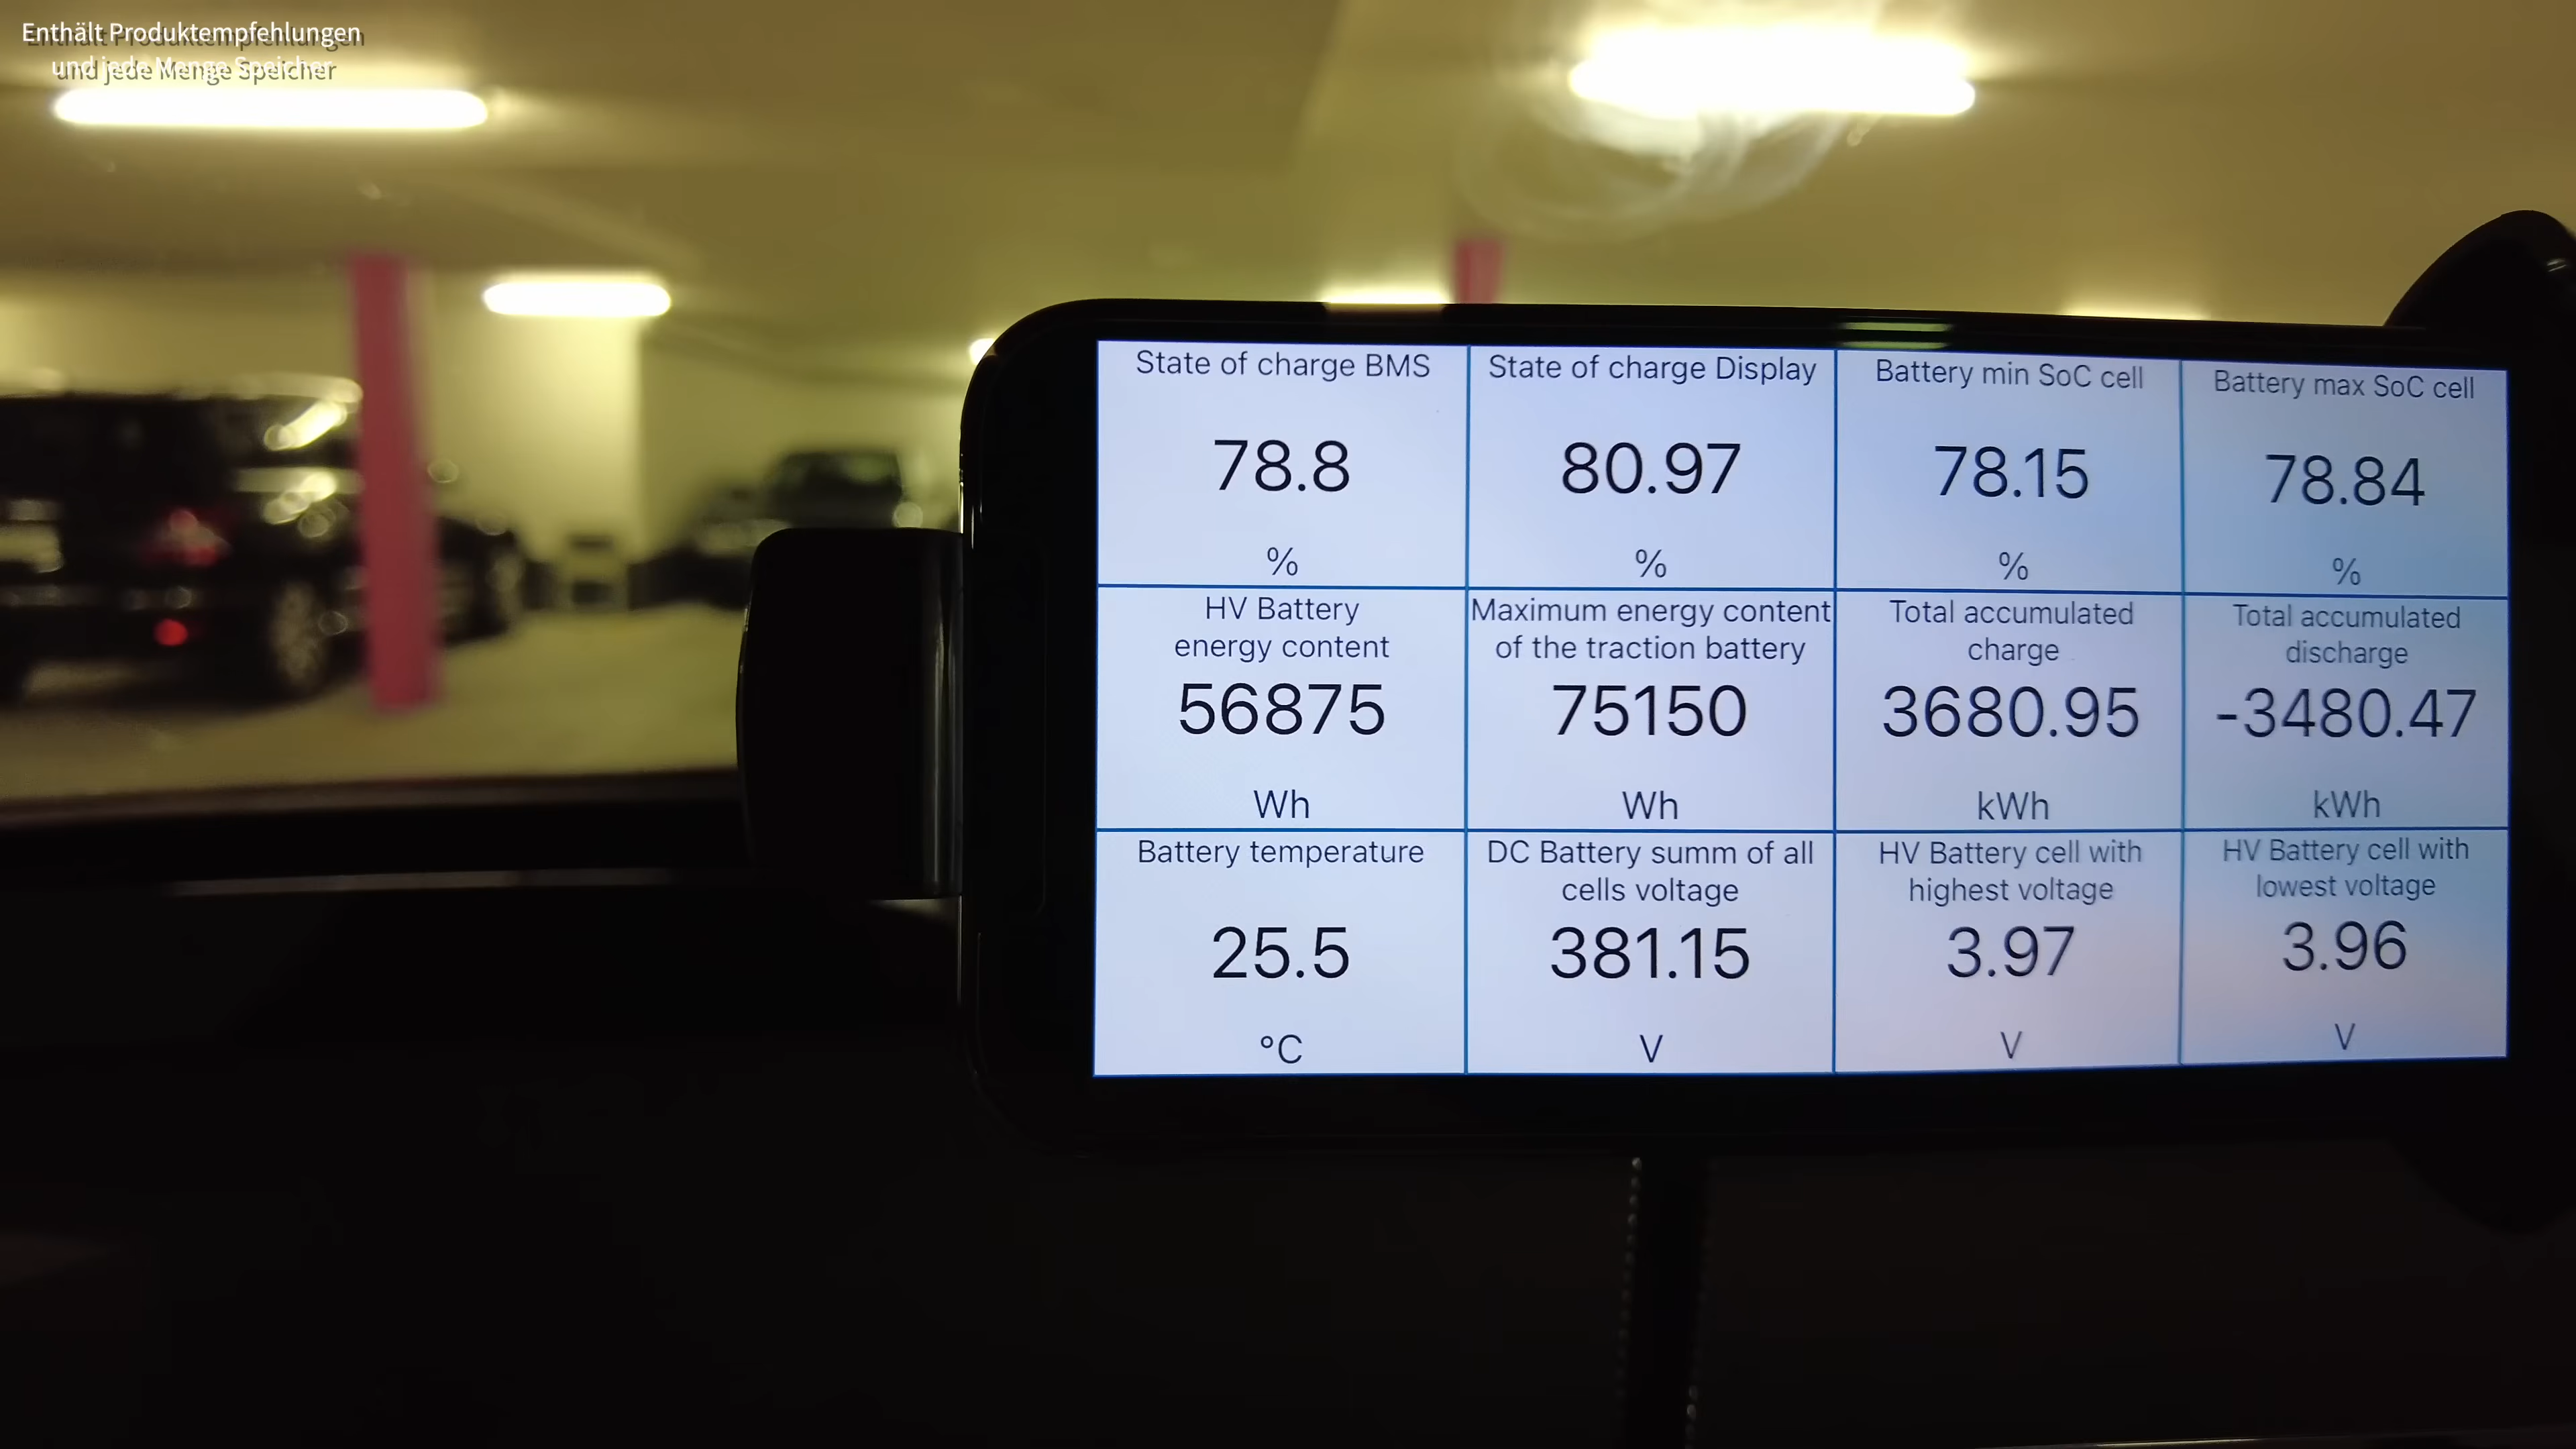 Enthält Produktempfehlungen
und jede Menge Speicher
State of charge BMS
78.8
%
State of charge Display
80.97
%
Battery min SoC cell
78.15
%
Battery max SoC cell
78.84
%
HV Battery
energy content
56875
Wh
Maximum energy content
of the traction battery
75150
Wh
Total accumulated
charge
3680.95
kWh
Total accumulated
discharge
-3480.47
kWh
Battery temperature
25.5
°C
DC Battery summ of all
cells voltage
381.15
V
HV Battery cell with
highest voltage
3.97
V
HV Battery cell with
lowest voltage
3.96
V